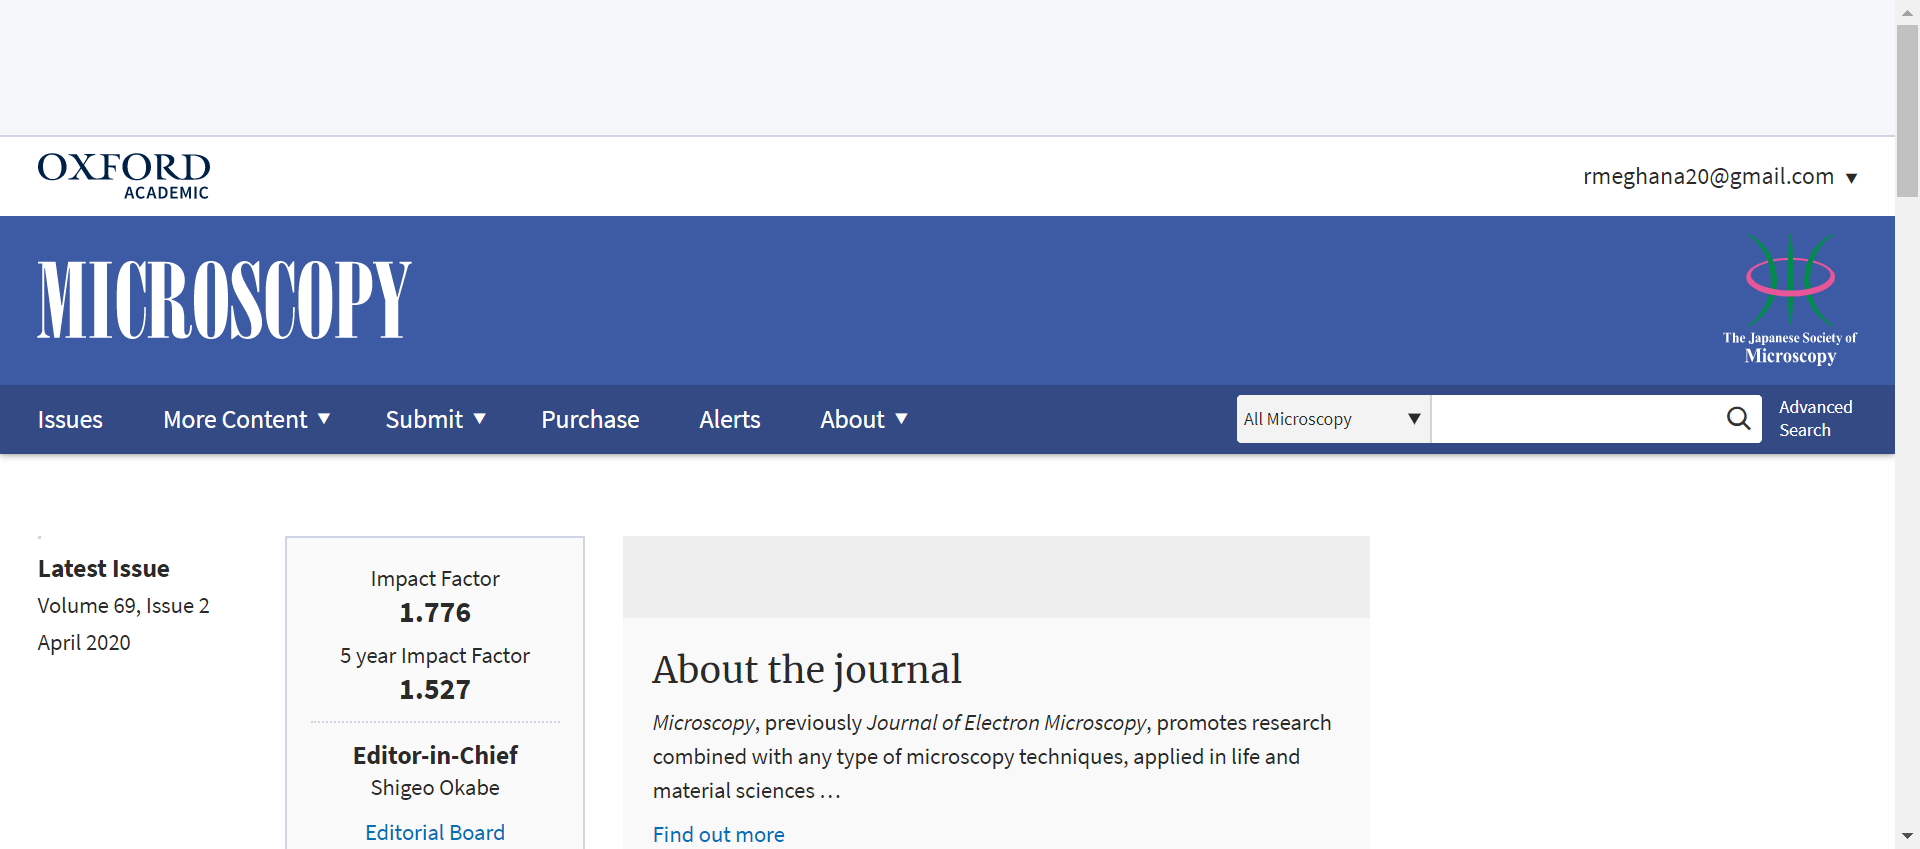 OXFORD
ACADEMIC
rmeghana20@gmail.com ▼
MICROSCOPY
The Japanese Society of
Microscopy
Issues More Content ▼ Submit ▼ Purchase Alerts About ▼
All Microscopy ▼
Advanced
Search
Latest Issue
Volume 69, Issue 2
April 2020
Impact Factor
1.776
5 year Impact Factor
1.527
Editor-in-Chief
Shigeo Okabe
Editorial Board
About the journal
Microscopy, previously Journal of Electron Microscopy, promotes research
combined with any type of microscopy techniques, applied in life and
material sciences …
Find out more